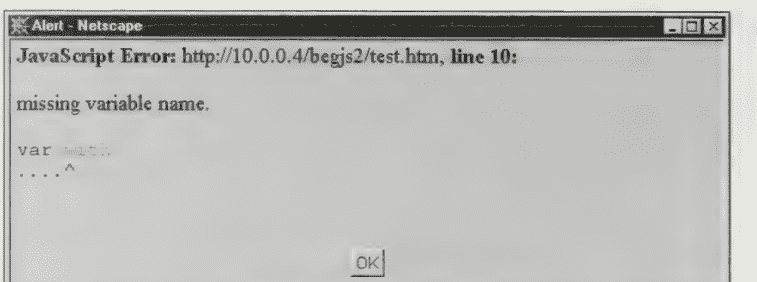 Alert - Netscape
JavaScript Error: http://10.0.0.4/begjs2/test.htm, line 10:
missing variable name.
var with
....^
OK